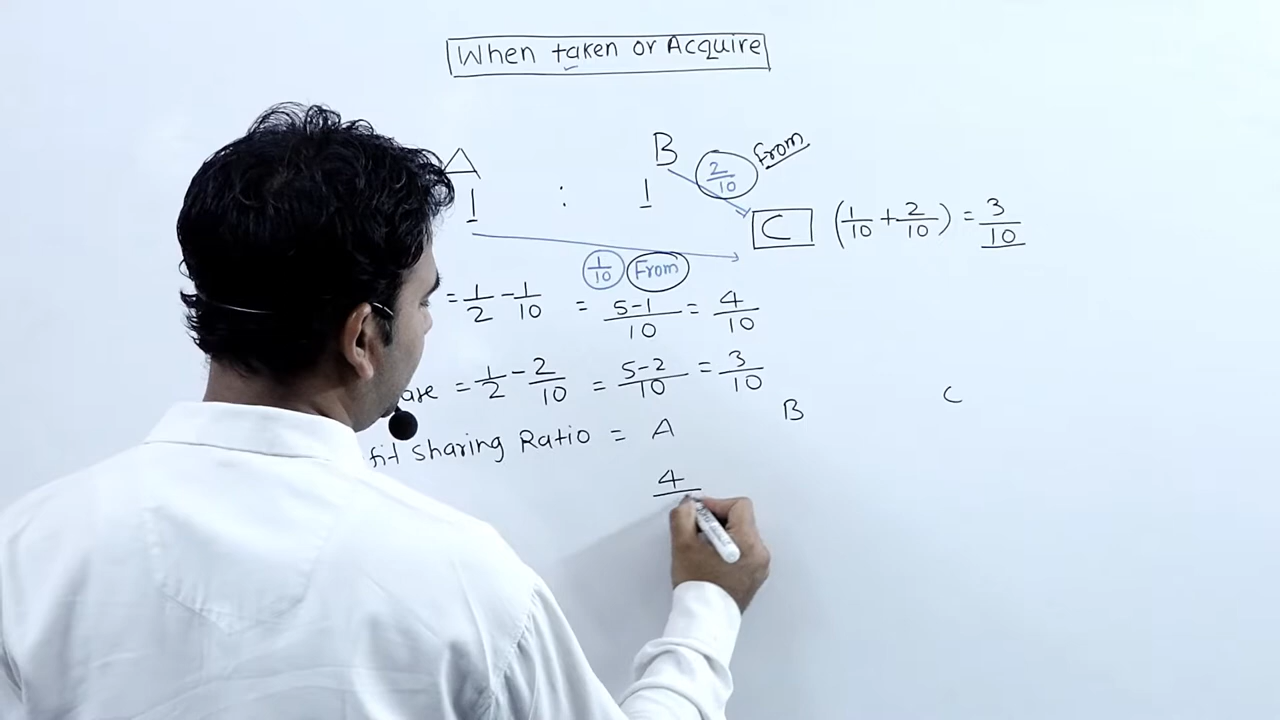 When taken or Acquire
A : B 2/10 From
1 : 1
C (1/10 + 2/10) = 3/10
1/10 From
= 1/2 - 1/10 = 5-1/10 = 4/10
are = 1/2 - 2/10 = 5-2/10 = 3/10
fit Sharing Ratio = A B C
4